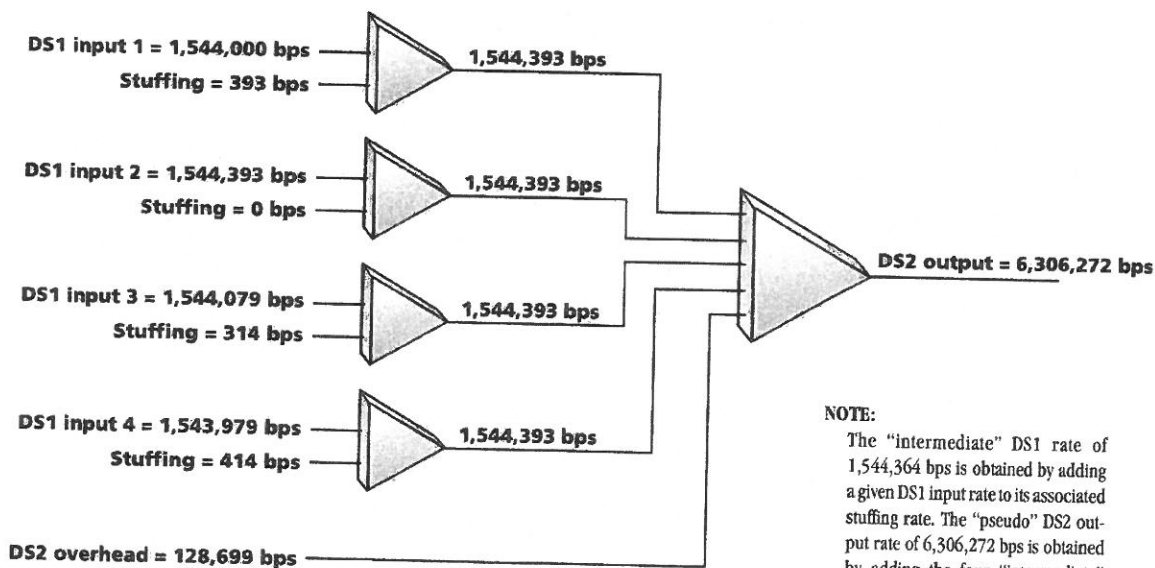 DS1 input 1 = 1,544,000 bps
Stuffing = 393 bps
1,544,393 bps
DS1 input 2 = 1,544,393 bps
Stuffing = 0 bps
1,544,393 bps
DS1 input 3 = 1,544,079 bps
Stuffing = 314 bps
1,544,393 bps
DS1 input 4 = 1,543,979 bps
Stuffing = 414 bps
1,544,393 bps
DS2 overhead = 128,699 bps
DS2 output = 6,306,272 bps
NOTE:
The “intermediate” DS1 rate of
1,544,364 bps is obtained by adding
a given DS1 input rate to its associated
stuffing rate. The “pseudo” DS2 out-
put rate of 6,306,272 bps is obtained
by adding the four “intermediate”